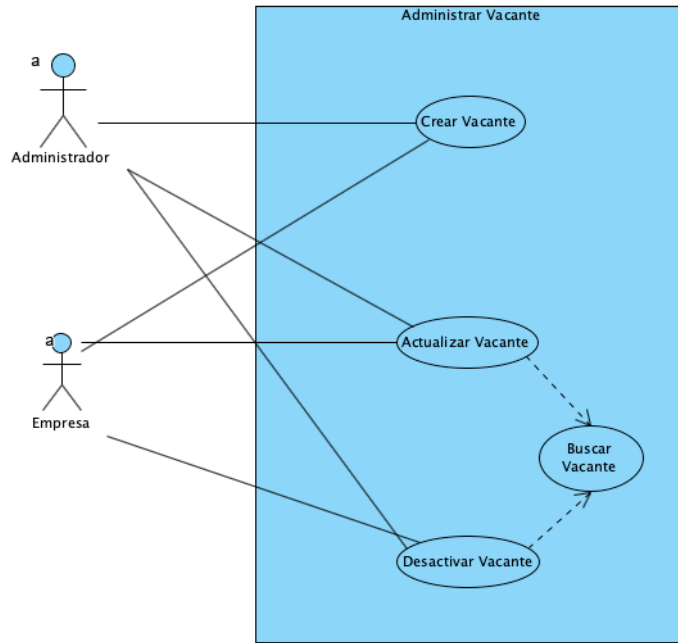 Administrar Vacante
a
Administrador
Crear Vacante
a
Empresa
Actualizar Vacante
Buscar
Vacante
Desactivar Vacante